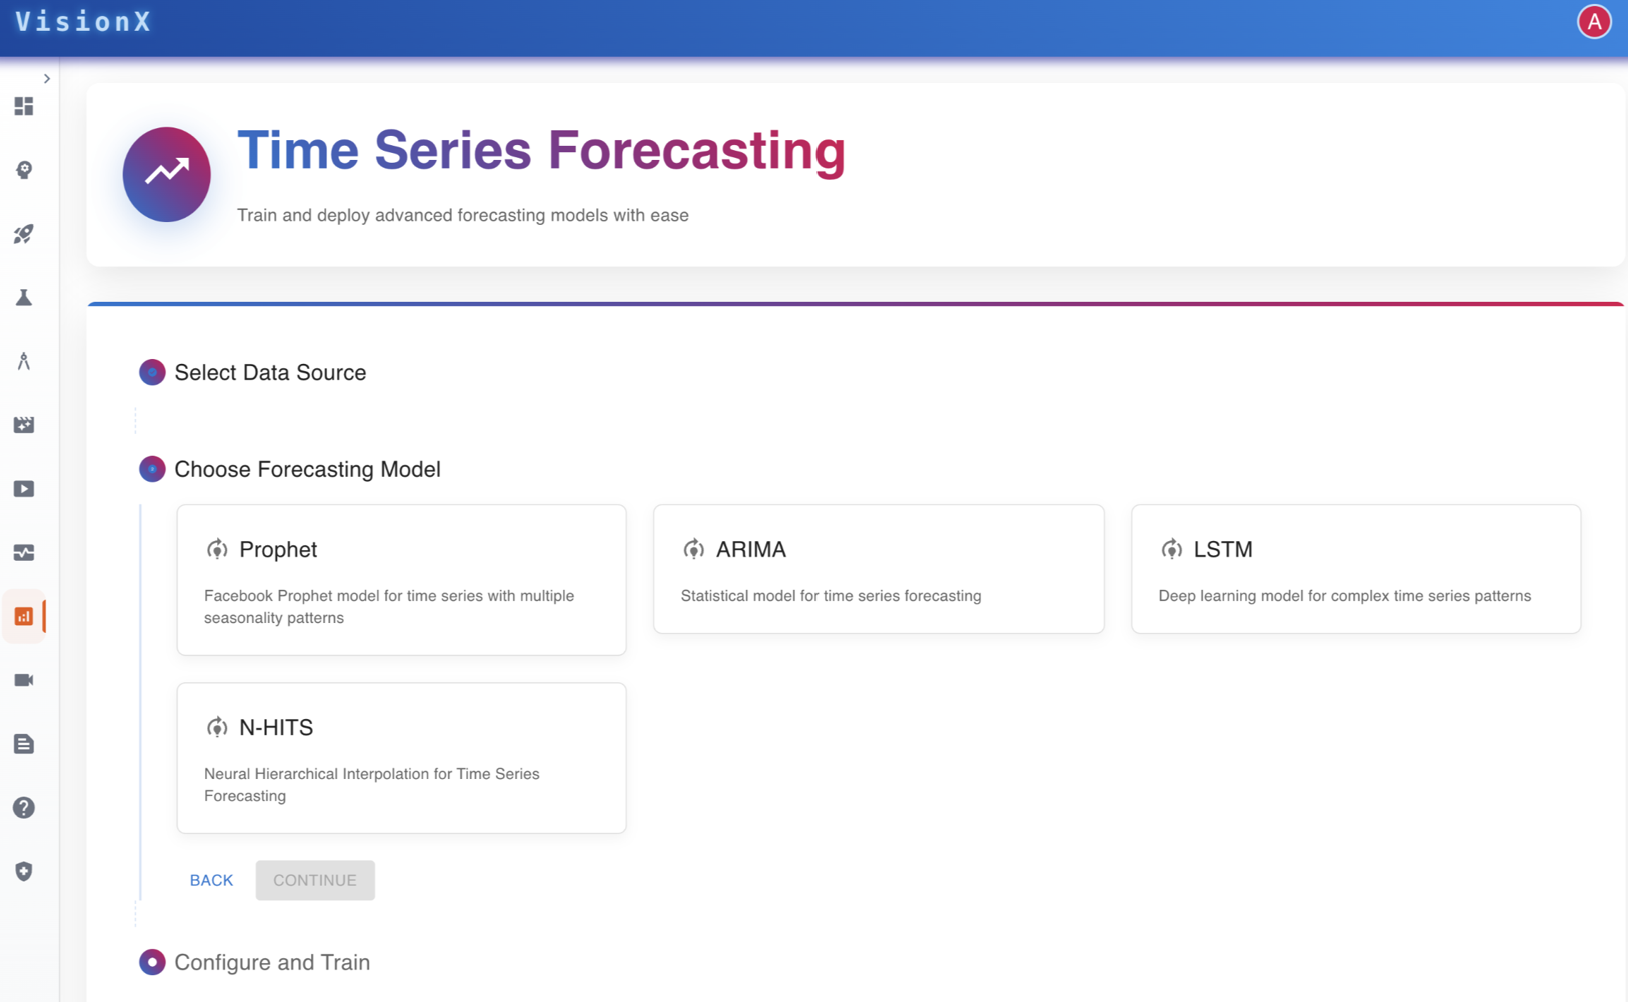 VisionX
A
Time Series Forecasting
Train and deploy advanced forecasting models with ease
Select Data Source
Choose Forecasting Model
Prophet
Facebook Prophet model for time series with multiple
seasonality patterns
ARIMA
Statistical model for time series forecasting
LSTM
Deep learning model for complex time series patterns
N-HITS
Neural Hierarchical Interpolation for Time Series
Forecasting
BACK
CONTINUE
Configure and Train